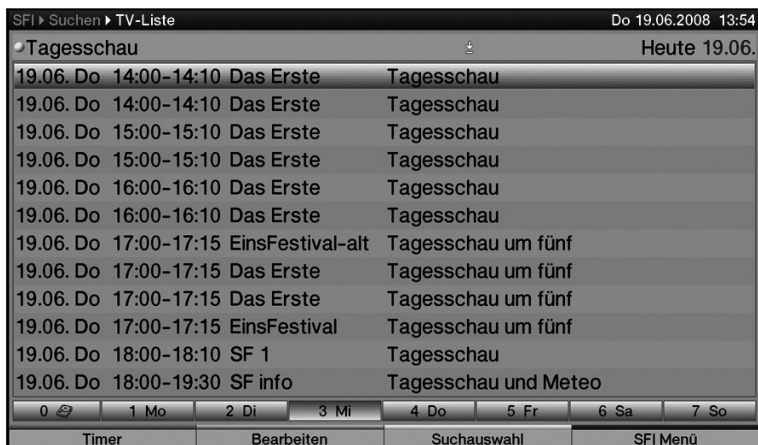 SFI Suchen TV-Liste Do 19.06.2008 13:54
Tagesschau Heute 19.06.
19.06. Do 14:00-14:10 Das Erste Tagesschau
19.06. Do 14:00-14:10 Das Erste Tagesschau
19.06. Do 15:00-15:10 Das Erste Tagesschau
19.06. Do 15:00-15:10 Das Erste Tagesschau
19.06. Do 16:00-16:10 Das Erste Tagesschau
19.06. Do 16:00-16:10 Das Erste Tagesschau
19.06. Do 17:00-17:15 EinsFestival-alt Tagesschau um fünf
19.06. Do 17:00-17:15 Das Erste Tagesschau um fünf
19.06. Do 17:00-17:15 Das Erste Tagesschau um fünf
19.06. Do 17:00-17:15 EinsFestival Tagesschau um fünf
19.06. Do 18:00-18:10 SF 1 Tagesschau
19.06. Do 18:00-19:30 SF info Tagesschau und Meteo
0 1 Mo 2 Di 3 Mi 4 Do 5 Fr 6 Sa 7 So
Timer Bearbeiten Suchauswahl SFI Menü